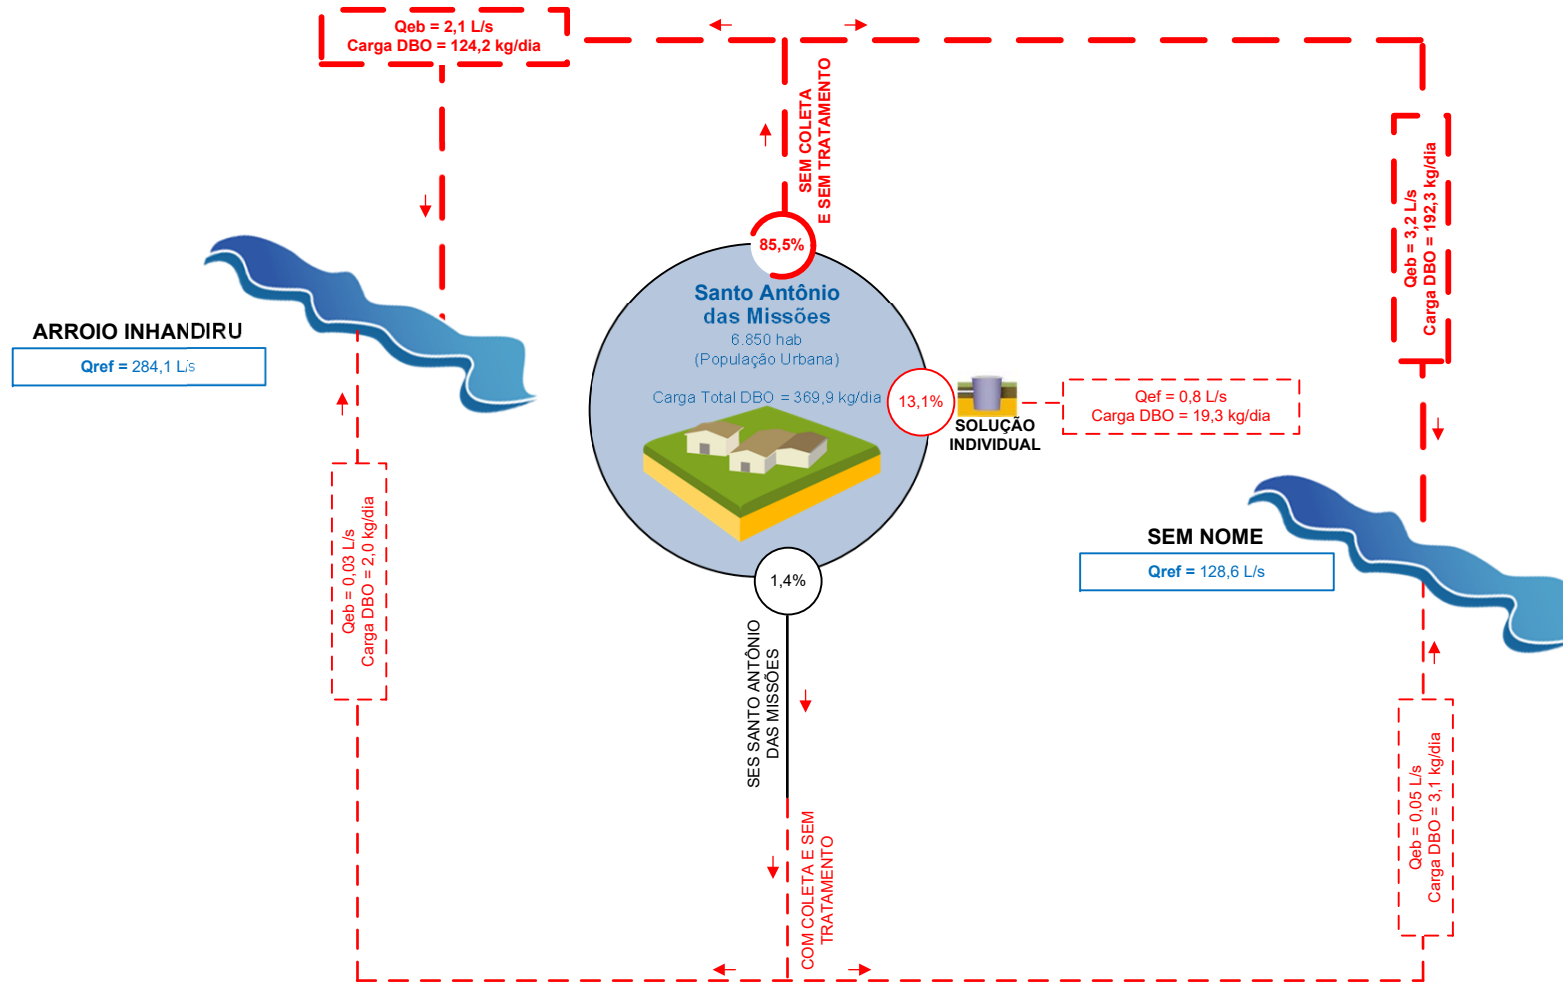 Qeb = 2,1 L/s
Carga DBO = 124,2 kg/dia
SEM COLETA
E SEM TRATAMENTO
Qeb = 3,2 L/s
Carga DBO = 192,3 kg/dia
85,5%
Santo Antônio
das Missões
6.850 hab
(População Urbana)
Carga Total DBO = 369,9 kg/dia
ARROIO INHANDIRU
Qref = 284,1 L/s
13,1%
SOLUÇÃO
INDIVIDUAL
Qef = 0,8 L/s
Carga DBO = 19,3 kg/dia
SEM NOME
Qref = 128,6 L/s
1,4%
Qeb = 0,03 L/s
Carga DBO = 2,0 kg/dia
SES SANTO ANTÔNIO
DAS MISSÕES
COM COLETA E SEM
TRATAMENTO
Qeb = 0,05 L/s
Carga DBO = 3,1 kg/dia